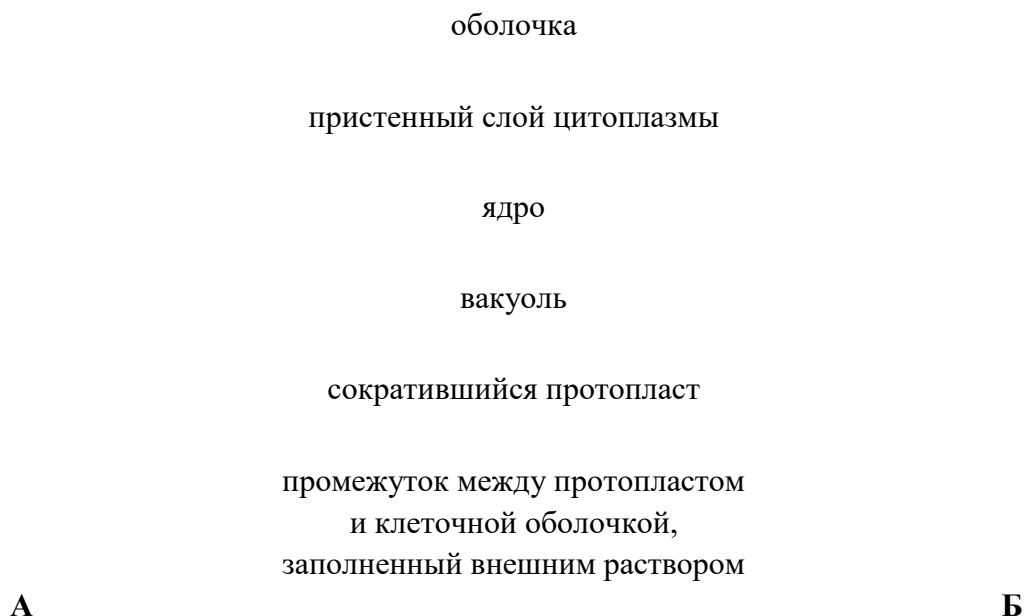 оболочка
пристенный слой цитоплазмы
ядро
вакуоль
сократившийся протопласт
промежуток между протопластом
и клеточной оболочкой,
заполненный внешним раствором
А Б